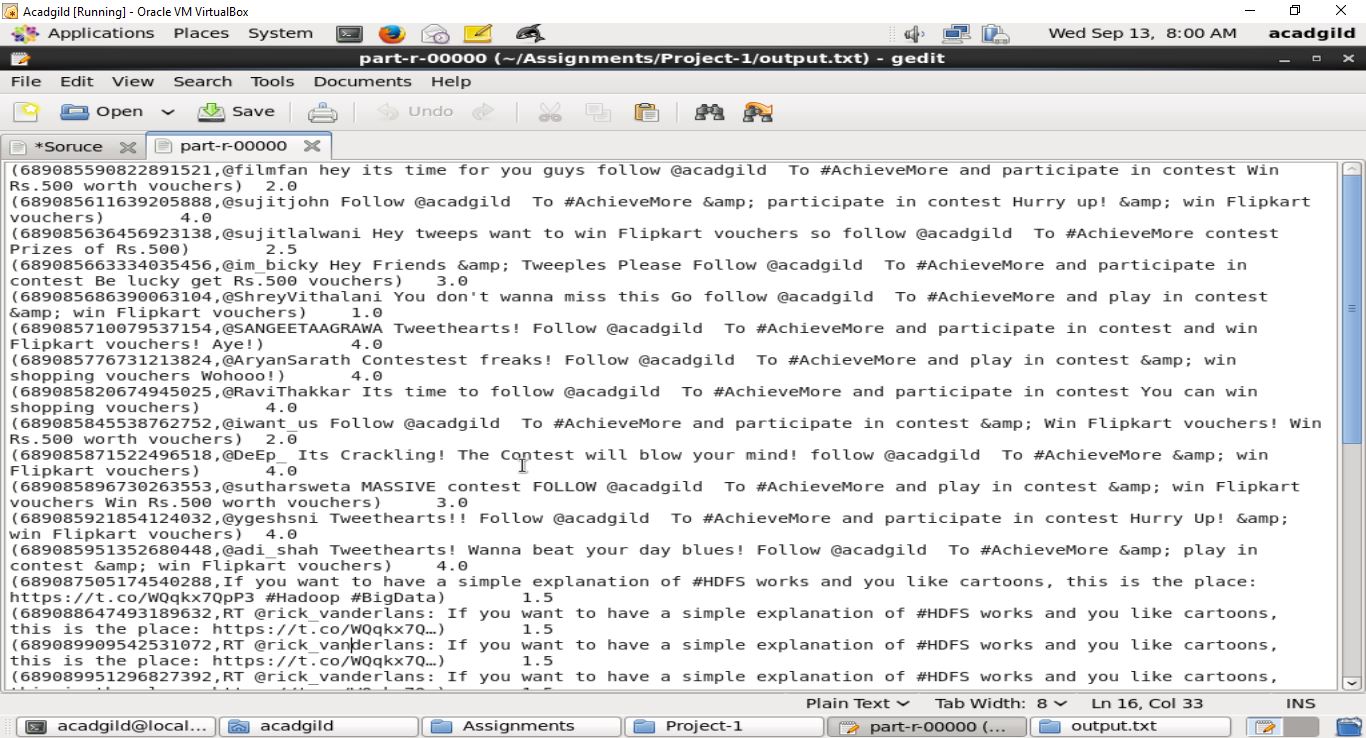 Acadgild [Running] - Oracle VM VirtualBox
Applications Places System Wed Sep 13, 8:00 AM acadgild
part-r-00000 (~/Assignments/Project-1/output.txt) - gedit
File Edit View Search Tools Documents Help
Open Save Undo
*Soruce part-r-00000
(689085590822891521,@filmfan hey its time for you guys follow @acadgild  To #AchieveMore and participate in contest Win
Rs.500 worth vouchers)  2.0
(689085611639205888,@sujitjohn Follow @acadgild  To #AchieveMore &amp; participate in contest Hurry up! &amp; win Flipkart
vouchers)       4.0
(689085636456923138,@sujitlalwani Hey tweeps want to win Flipkart vouchers so follow @acadgild  To #AchieveMore contest
Prizes of Rs.500)       2.5
(689085663334035456,@im_bicky Hey Friends &amp; Tweeples Please Follow @acadgild  To #AchieveMore and participate in
contest Be lucky get Rs.500 vouchers)   3.0
(689085686390063104,@ShreyVithalani You don't wanna miss this Go follow @acadgild  To #AchieveMore and play in contest
&amp; win Flipkart vouchers)    1.0
(689085710079537154,@SANGEETAAGRAWA Tweethearts! Follow @acadgild  To #AchieveMore and participate in contest and win
Flipkart vouchers! Aye!)        4.0
(689085776731213824,@AryanSarath Contestest freaks! Follow @acadgild  To #AchieveMore and play in contest &amp; win
shopping vouchers Wohooo!)      4.0
(689085820674945025,@RaviThakkar Its time to follow @acadgild  To #AchieveMore and participate in contest You can win
shopping vouchers)      4.0
(689085845538762752,@iwant_us Follow @acadgild  To #AchieveMore and participate in contest &amp; Win Flipkart vouchers! Win
Rs.500 worth vouchers)  2.0
(689085871522496518,@DeEp_ Its Crackling! The Contest will blow your mind! follow @acadgild  To #AchieveMore &amp; win
Flipkart vouchers)      4.0
(689085896730263553,@sutharsweta MASSIVE contest FOLLOW @acadgild  To #AchieveMore and play in contest &amp; win Flipkart
vouchers Win Rs.500 worth vouchers)     3.0
(689085921854124032,@ygeshsni Tweethearts!! Follow @acadgild  To #AchieveMore and participate in contest Hurry Up! &amp;
win Flipkart vouchers)  4.0
(689085951352680448,@adi_shah Tweethearts! Wanna beat your day blues! Follow @acadgild  To #AchieveMore &amp; play in
contest &amp; win Flipkart vouchers)    4.0
(689087505174540288,If you want to have a simple explanation of #HDFS works and you like cartoons, this is the place:
https://t.co/WQqkx7QpP3 #Hadoop #BigData)       1.5
(689088647493189632,RT @rick_vanderlans: If you want to have a simple explanation of #HDFS works and you like cartoons,
this is the place: https://t.co/WQqkx7Q…)       1.5
(689089909542531072,RT @rick_vanderlans: If you want to have a simple explanation of #HDFS works and you like cartoons,
this is the place: https://t.co/WQqkx7Q…)       1.5
(689089951296827392,RT @rick_vanderlans: If you want to have a simple explanation of #HDFS works and you like cartoons,
Plain Text Tab Width: 8 Ln 16, Col 33 INS
acadgild@local... acadgild Assignments Project-1 part-r-00000 (... output.txt